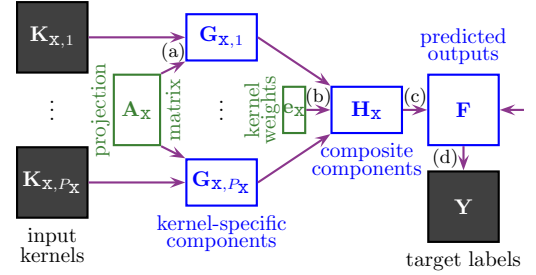 K_{x,1}
(a)
G_{x,1}
predicted
outputs
projection
A_x
matrix
kernel
weights
e_x
(b)
H_x
(c)
F
⋮
⋮
composite
components
(d)
K_{x,P_x}
G_{x,P_x}
Y
input
kernels
kernel-specific
components
target labels